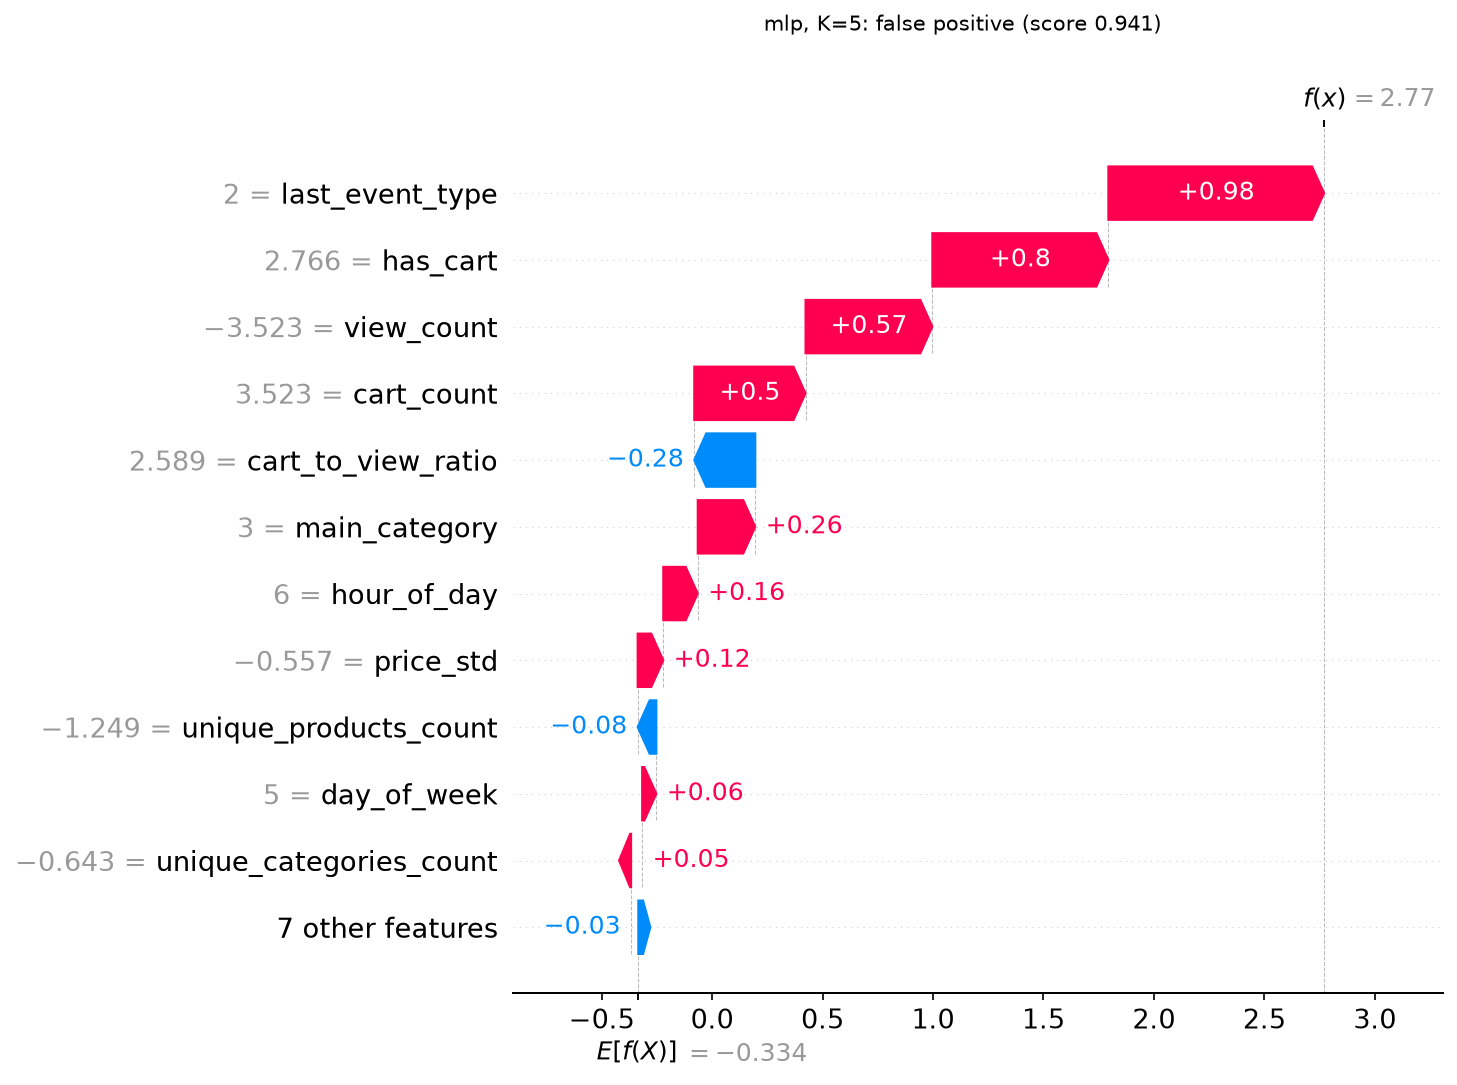 mlp, K=5: false positive (score 0.941)
f(x) = 2.77
2 = last_event_type +0.98
2.766 = has_cart +0.8
−3.523 = view_count +0.57
3.523 = cart_count +0.5
2.589 = cart_to_view_ratio −0.28
3 = main_category +0.26
6 = hour_of_day +0.16
−0.557 = price_std +0.12
−1.249 = unique_products_count −0.08
5 = day_of_week +0.06
−0.643 = unique_categories_count +0.05
7 other features −0.03
−0.5 0.0 0.5 1.0 1.5 2.0 2.5 3.0
E[f(X)] = −0.334